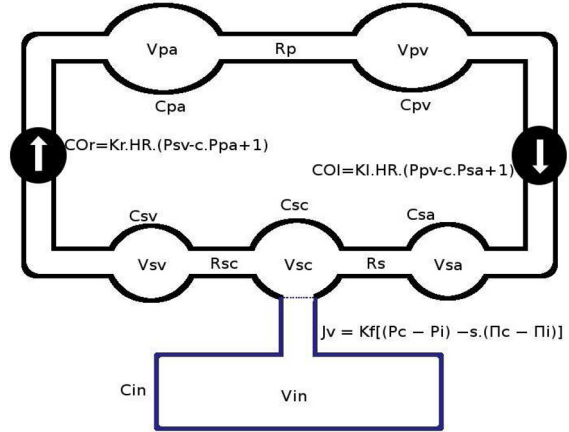 Vpa
Rp
Vpv
Cpa
Cpv
COr=Kr.HR.(Psv-c.Ppa+1)
COl=Kl.HR.(Ppv-c.Psa+1)
Csv
Csc
Csa
Vsv
Rsc
Vsc
Rs
Vsa
Jv = Kf[(Pc − Pi) −s.(Πc − Πi)]
Cin
Vin